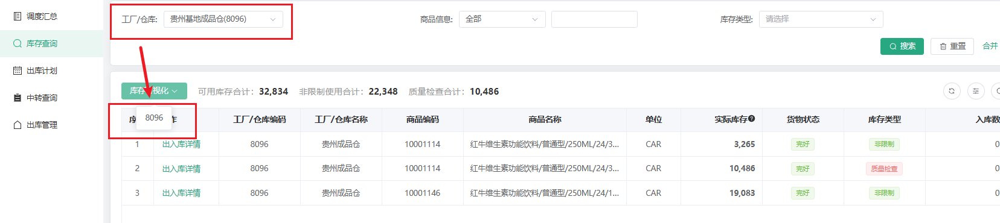 调度汇总
库存查询
出库计划
中转查询
出库管理
工厂/仓库: 贵州基地成品仓(8096) 商品信息: 全部 库存类型: 请选择
搜索 重置 合并
库存 视化 可用库存合计: 32,834 非限制使用合计: 22,348 质量检查合计: 10,486
8096
工厂/仓库编码 工厂/仓库名称 商品编码 商品名称 单位 实际库存 货物状态 库存类型 入库数
1 出入库详情 8096 贵州成品仓 10001114 红牛维生素功能饮料/普通型/250ML/24/3... CAR 3,265 完好 非限制 0
2 出入库详情 8096 贵州成品仓 10001114 红牛维生素功能饮料/普通型/250ML/24/3... CAR 10,486 完好 质量检查 0
3 出入库详情 8096 贵州成品仓 10001146 红牛维生素功能饮料/普通型/250ML/24/1... CAR 19,083 完好 非限制 0